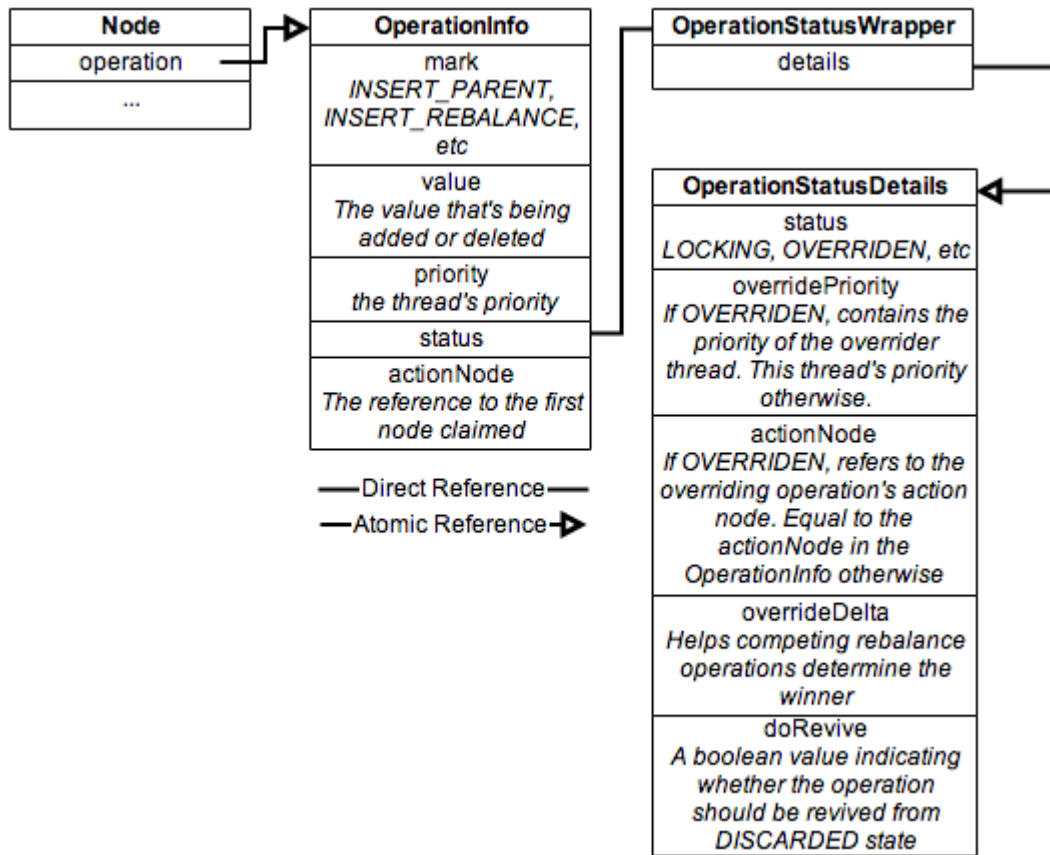 Node
operation
...
OperationInfo
mark
INSERT_PARENT,
INSERT_REBALANCE,
etc
value
The value that's being
added or deleted
priority
the thread's priority
status
actionNode
The reference to the first
node claimed
Direct Reference
Atomic Reference
OperationStatusWrapper
details
OperationStatusDetails
status
LOCKING, OVERRIDEN, etc
overridePriority
If OVERRIDEN, contains the
priority of the overrider
thread. This thread's priority
otherwise.
actionNode
If OVERRIDEN, refers to the
overriding operation's action
node. Equal to the
actionNode in the
OperationInfo otherwise
overrideDelta
Helps competing rebalance
operations determine the
winner
doRevive
A boolean value indicating
whether the operation
should be revived from
DISCARDED state